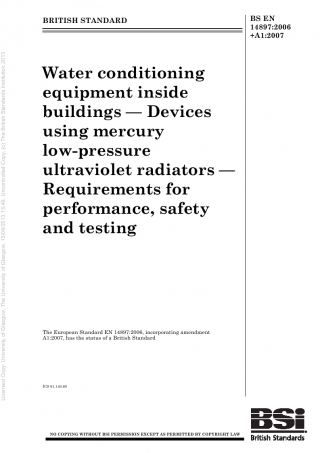 BRITISH STANDARD
BS EN
14897:2006
+A1:2007
Water conditioning
equipment inside
buildings — Devices
using mercury
low-pressure
ultraviolet radiators —
Requirements for
performance, safety
and testing
The European Standard EN 14897:2006, incorporating amendment
A1:2007, has the status of a British Standard
ICS 91.140.60
NO COPYING WITHOUT BSI PERMISSION EXCEPT AS PERMITTED BY COPYRIGHT LAW
BSi
British Standards
Licensed Copy: University of Glasgow, The University of Glasgow, 13/09/2010 15:49, Uncontrolled Copy, (c) The British Standards Institution 2010